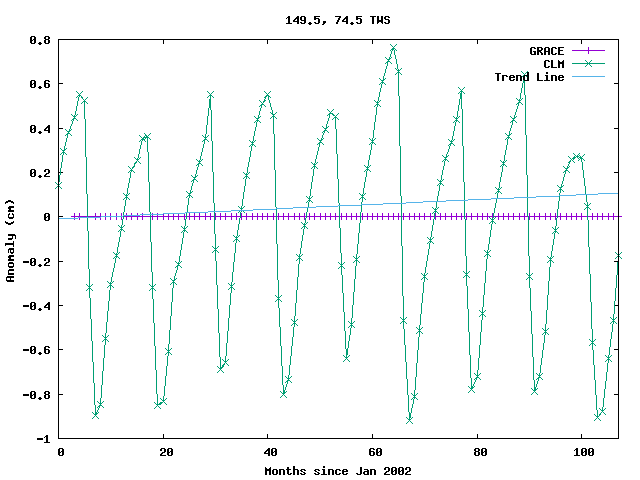 149.5, 74.5 TWS
GRACE
CLM
Trend Line
0.8
0.6
0.4
0.2
0
-0.2
-0.4
-0.6
-0.8
-1
Anomaly (cm)
0 20 40 60 80 100
Months since Jan 2002